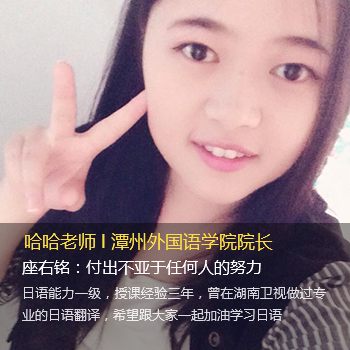 哈哈老师 l 潭州外国语学院院长
座右铭：付出不亚于任何人的努力
日语能力一级，授课经验三年，曾在湖南卫视做过专
业的日语翻译，希望跟大家一起加油学习日语